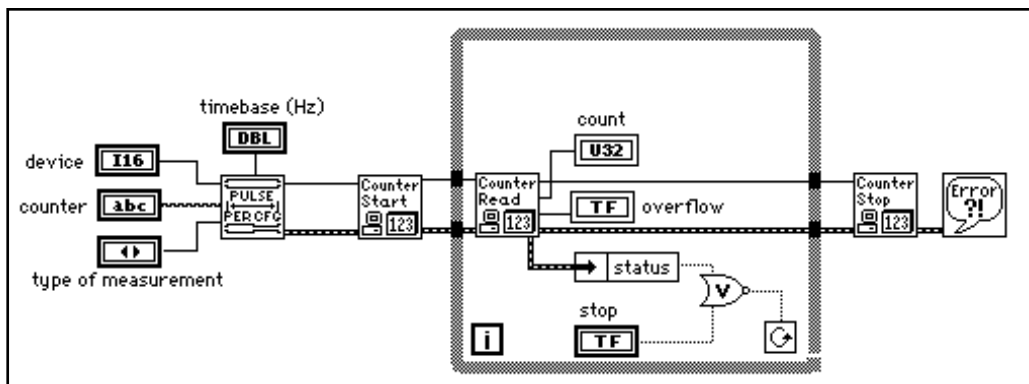 timebase (Hz)
DBL
device
I16
counter
abc
type of measurement
PULSE
PER CFG
Counter
Start
123
Counter
Read
123
count
U32
TF
overflow
status
V
stop
TF
i
Counter
Stop
123
Error
?!